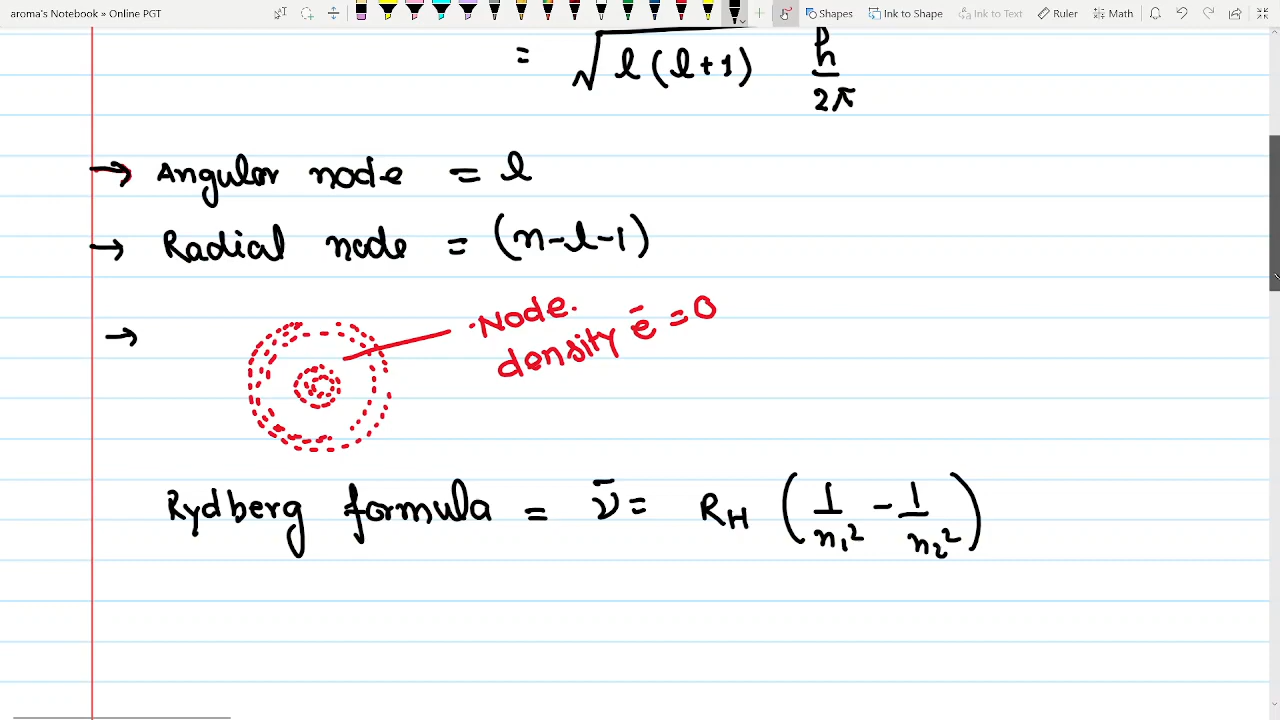 aroma's Notebook » Online PGT
Shapes Ink to Shape Ink to Text Ruler Math
= √l(l+1) h/2π
→ Angular node = l
→ Radial node = (n-l-1)
→ Node.
density ē = 0
Rydberg formula = ν̄ = RH (1/n₁² - 1/n₂²)